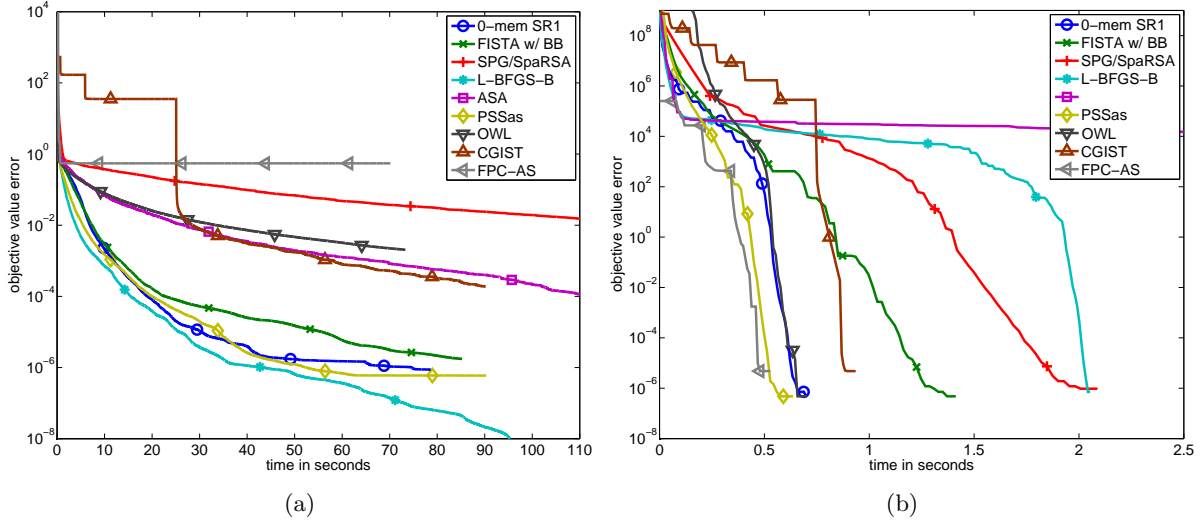 10^4
10^2
10^0
10^-2
10^-4
10^-6
10^-8
objective value error
0 10 20 30 40 50 60 70 80 90 100 110
time in seconds
0-mem SR1
FISTA w/ BB
SPG/SpaRSA
L-BFGS-B
ASA
PSSas
OWL
CGIST
FPC-AS
(a)
10^8
10^6
10^4
10^2
10^0
10^-2
10^-4
10^-6
10^-8
objective value error
0 0.5 1 1.5 2 2.5
time in seconds
0-mem SR1
FISTA w/ BB
SPG/SpaRSA
L-BFGS-B
PSSas
OWL
CGIST
FPC-AS
(b)